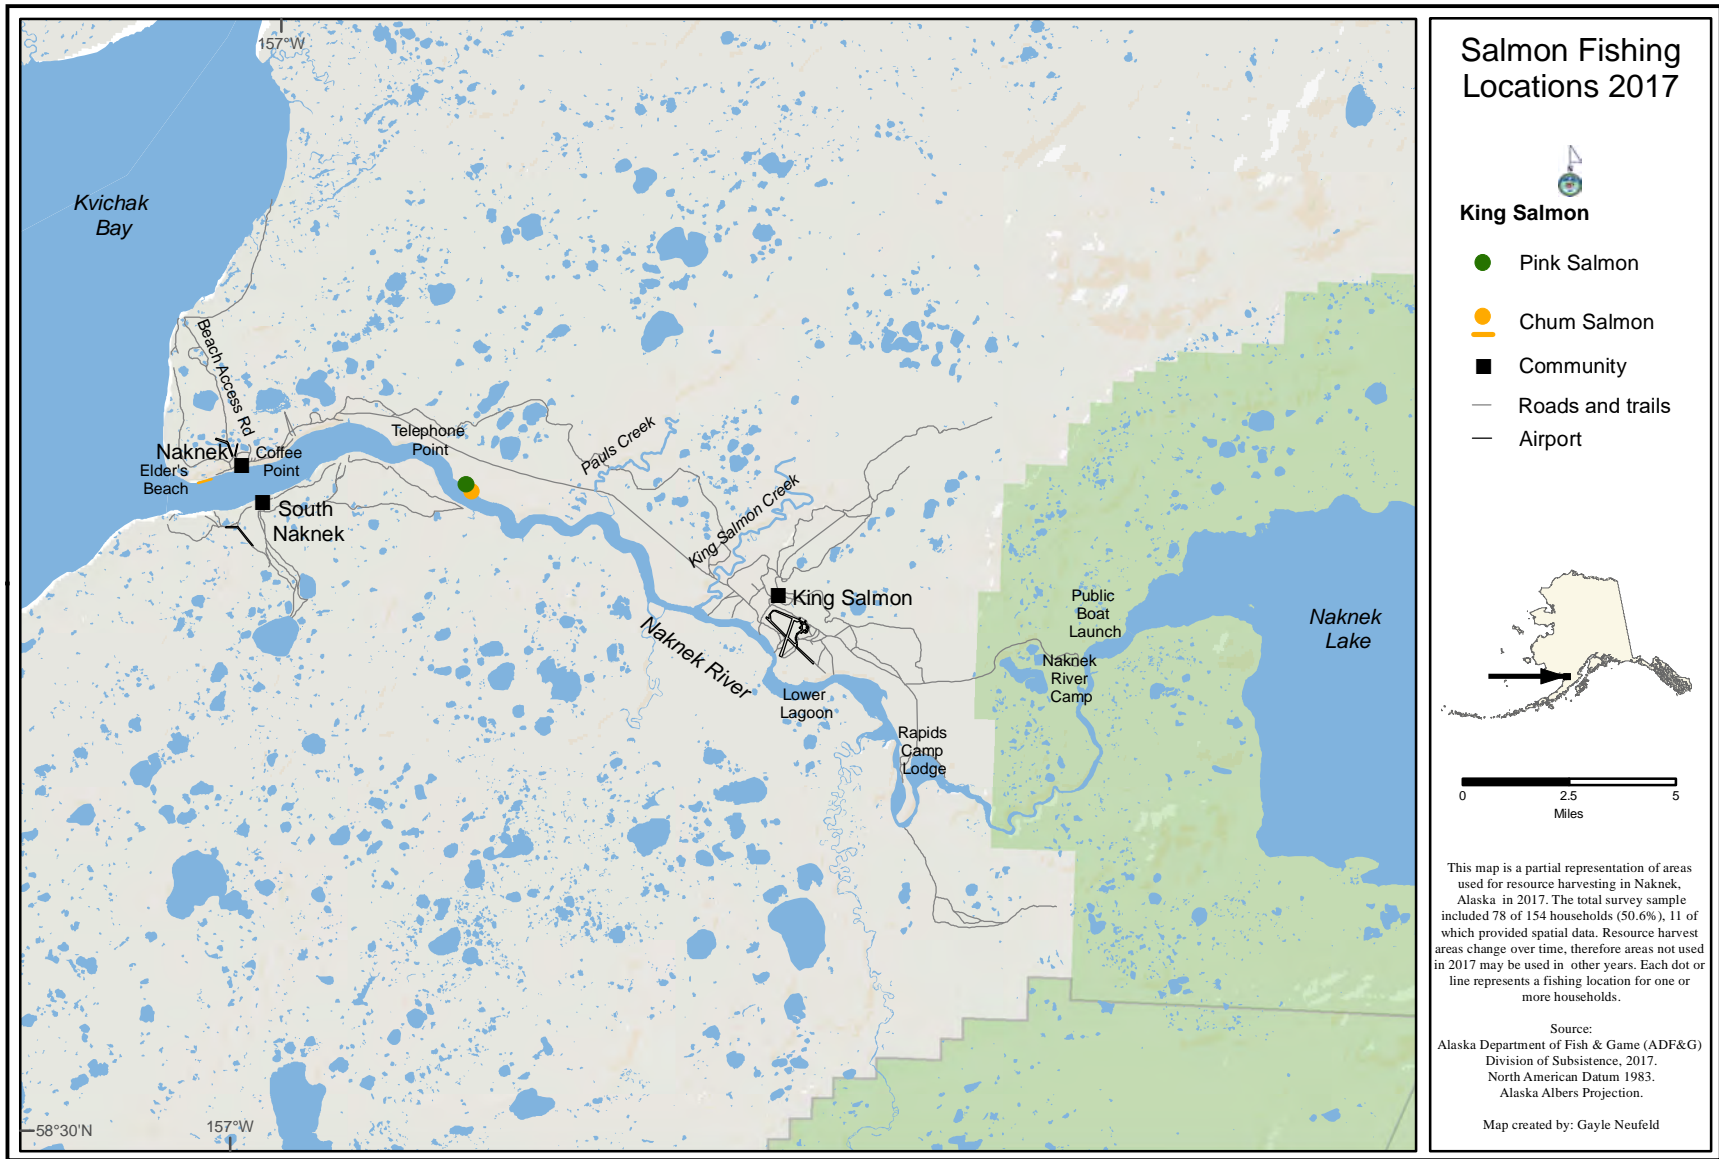 157°W
Kvichak
Bay
Beach Access Rd
Naknek
Elder's
Beach
Coffee
Point
South
Naknek
Telephone
Point
Pauls Creek
King Salmon Creek
King Salmon
Naknek River
Lower
Lagoon
Rapids
Camp
Lodge
Public
Boat
Launch
Naknek
River
Camp
Naknek
Lake
58°30'N
157°W
Salmon Fishing
Locations 2017
King Salmon
Pink Salmon
Chum Salmon
Community
Roads and trails
Airport
0 2.5 5
Miles
This map is a partial representation of areas
used for resource harvesting in Naknek,
Alaska in 2017. The total survey sample
included 78 of 154 households (50.6%), 11 of
which provided spatial data. Resource harvest
areas change over time, therefore areas not used
in 2017 may be used in other years. Each dot or
line represents a fishing location for one or
more households.
Source:
Alaska Department of Fish & Game (ADF&G)
Division of Subsistence, 2017.
North American Datum 1983.
Alaska Albers Projection.
Map created by: Gayle Neufeld